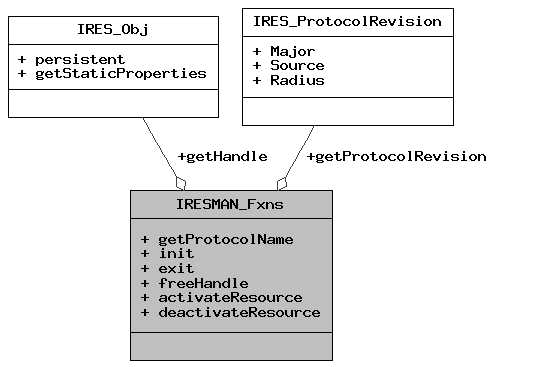 IRES_Obj
+ persistent
+ getStaticProperties
IRES_ProtocolRevision
+ Major
+ Source
+ Radius
+getHandle
+getProtocolRevision
IRESMAN_Fxns
+ getProtocolName
+ init
+ exit
+ freeHandle
+ activateResource
+ deactivateResource